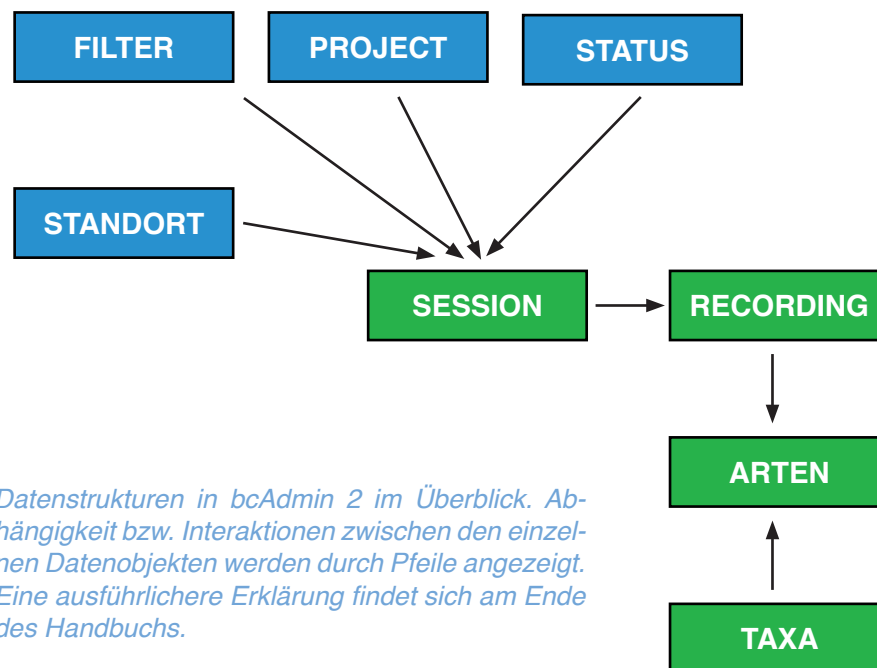 FILTER
PROJECT
STATUS
STANDORT
SESSION
RECORDING
ARTEN
Datenstrukturen in bcAdmin 2 im Überblick. Ab-
hängigkeit bzw. Interaktionen zwischen den einzel-
nen Datenobjekten werden durch Pfeile angezeigt.
Eine ausführlichere Erklärung findet sich am Ende
des Handbuchs.
TAXA